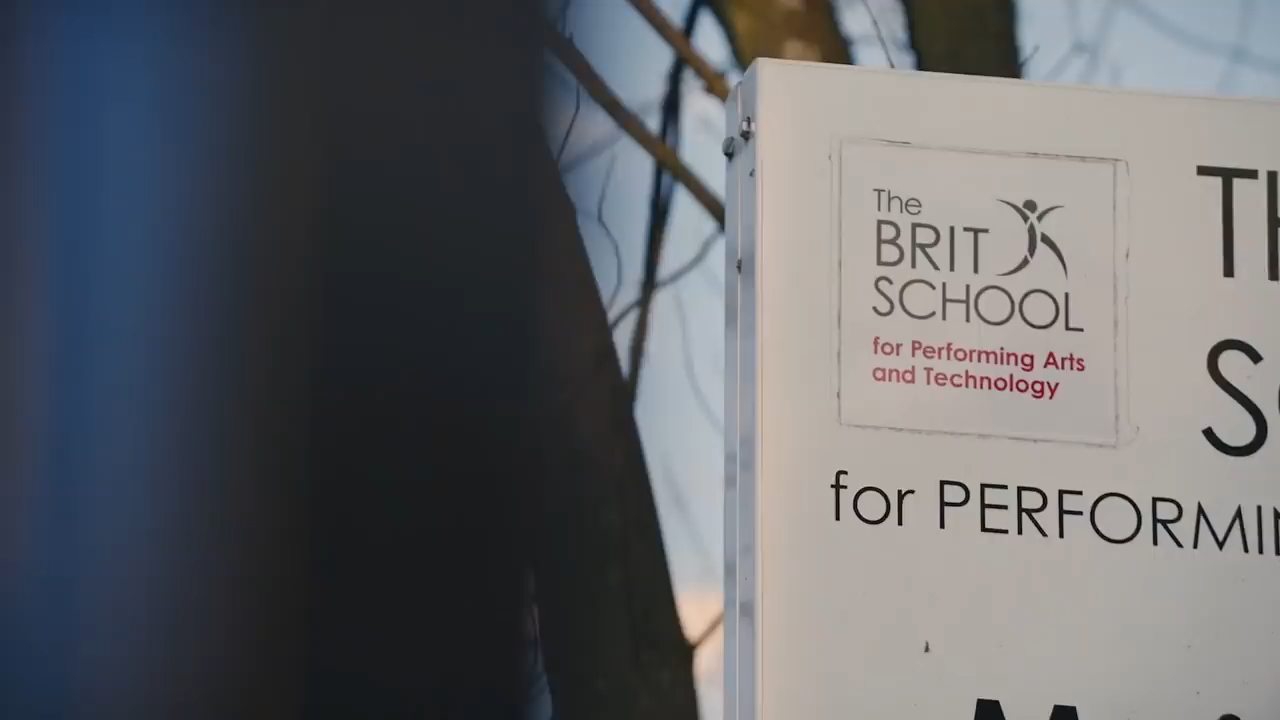 The
BRIT
SCHOOL
for Performing Arts
and Technology
for PERFORMIN